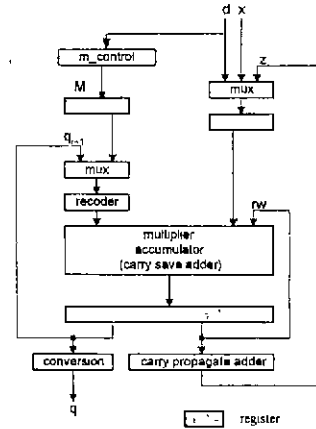 d x
m_control
z
M
mux
q
mux
recoder
rw
multiplier
accumulator
(carry save adder)
conversion
carry propagate adder
q
register